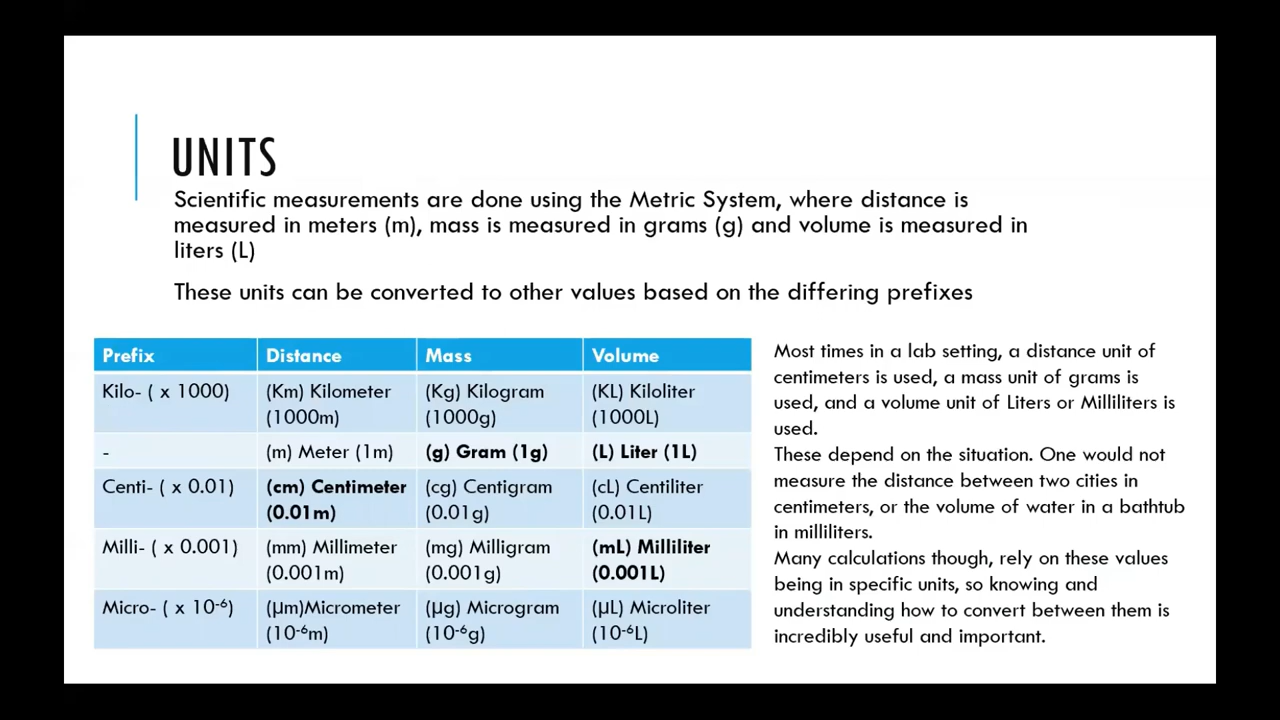 UNITS
Scientific measurements are done using the Metric System, where distance is
measured in meters (m), mass is measured in grams (g) and volume is measured in
liters (L)
These units can be converted to other values based on the differing prefixes
Prefix Distance Mass Volume
Kilo- ( x 1000) (Km) Kilometer (1000m) (Kg) Kilogram (1000g) (KL) Kiloliter (1000L)
- (m) Meter (1m) (g) Gram (1g) (L) Liter (1L)
Centi- ( x 0.01) (cm) Centimeter (0.01m) (cg) Centigram (0.01g) (cL) Centiliter (0.01L)
Milli- ( x 0.001) (mm) Millimeter (0.001m) (mg) Milligram (0.001g) (mL) Milliliter (0.001L)
Micro- ( x 10⁻⁶) (µm)Micrometer (10⁻⁶m) (µg) Microgram (10⁻⁶g) (µL) Microliter (10⁻⁶L)
Most times in a lab setting, a distance unit of
centimeters is used, a mass unit of grams is
used, and a volume unit of Liters or Milliliters is
used.
These depend on the situation. One would not
measure the distance between two cities in
centimeters, or the volume of water in a bathtub
in milliliters.
Many calculations though, rely on these values
being in specific units, so knowing and
understanding how to convert between them is
incredibly useful and important.